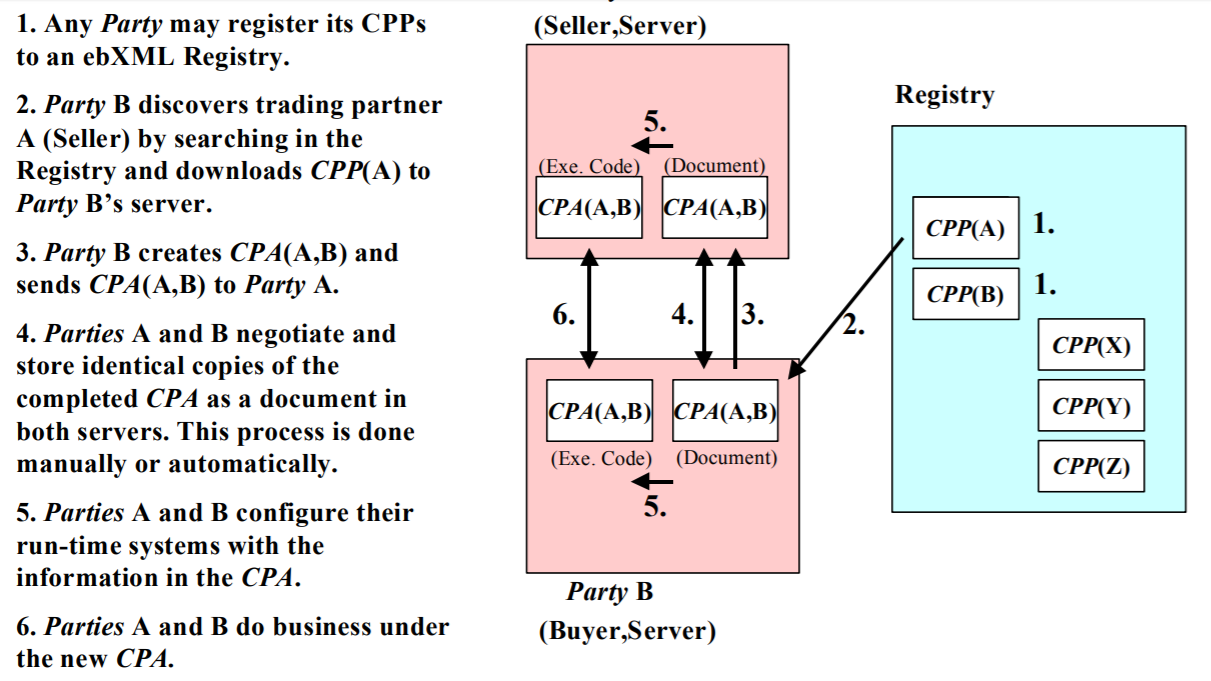 1. Any Party may register its CPPs
to an ebXML Registry.
2. Party B discovers trading partner
A (Seller) by searching in the
Registry and downloads CPP(A) to
Party B’s server.
3. Party B creates CPA(A,B) and
sends CPA(A,B) to Party A.
4. Parties A and B negotiate and
store identical copies of the
completed CPA as a document in
both servers. This process is done
manually or automatically.
5. Parties A and B configure their
run-time systems with the
information in the CPA.
6. Parties A and B do business under
the new CPA.
(Seller,Server)
5.
(Exe. Code) (Document)
CPA(A,B) CPA(A,B)
6. 4. 3.
CPA(A,B) CPA(A,B)
(Exe. Code) (Document)
5.
Party B
(Buyer,Server)
2.
Registry
CPP(A) 1.
CPP(B) 1.
CPP(X)
CPP(Y)
CPP(Z)